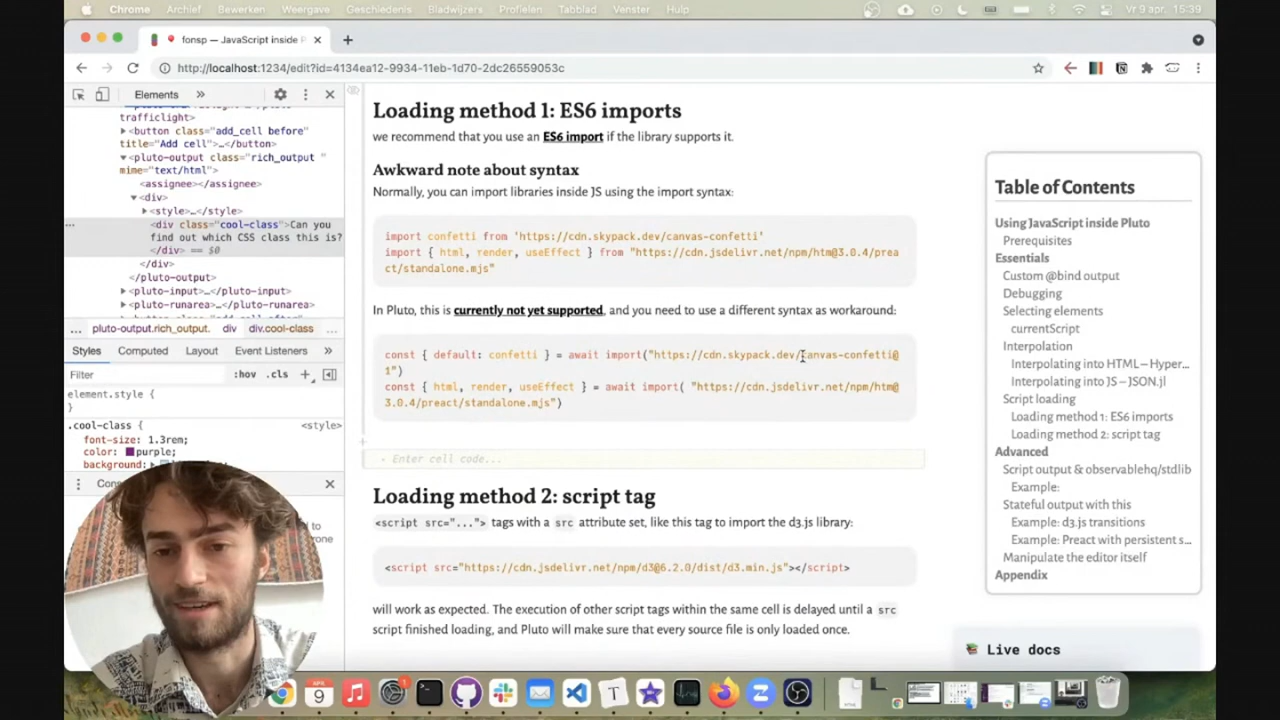 Chrome Archief Bewerken Weergave Geschiedenis Bladwijzers Profielen Tabblad Venster Hulp Vr 9 apr. 15:39
fonsp — JavaScript inside P
http://localhost:1234/edit?id=4134ea12-9934-11eb-1d70-2dc26559053c
Elements
trafficlight>
<button class="add_cell before"
title="Add cell">…</button>
<pluto-output class="rich_output "
mime="text/html">
<assignee></assignee>
<div>
<style>…</style>
<div class="cool-class">Can you
find out which CSS class this is?
</div> == $0
</div>
</pluto-output>
<pluto-input>…</pluto-input>
<pluto-runarea>…</pluto-runarea>
... pluto-output.rich_output. div div.cool-class
Styles Computed Layout Event Listeners
Filter :hov .cls
element.style {
}
.cool-class { <style>
font-size: 1.3rem;
color: purple;
background:
Loading method 1: ES6 imports
we recommend that you use an ES6 import if the library supports it.
Awkward note about syntax
Normally, you can import libraries inside JS using the import syntax:
import confetti from 'https://cdn.skypack.dev/canvas-confetti'
import { html, render, useEffect } from "https://cdn.jsdelivr.net/npm/htm@3.0.4/prea
ct/standalone.mjs"
In Pluto, this is currently not yet supported, and you need to use a different syntax as workaround:
const { default: confetti } = await import("https://cdn.skypack.dev/canvas-confetti@
1")
const { html, render, useEffect } = await import( "https://cdn.jsdelivr.net/npm/htm@
3.0.4/preact/standalone.mjs")
Enter cell code...
Loading method 2: script tag
<script src="..."> tags with a src attribute set, like this tag to import the d3.js library:
<script src="https://cdn.jsdelivr.net/npm/d3@6.2.0/dist/d3.min.js"></script>
will work as expected. The execution of other script tags within the same cell is delayed until a src
script finished loading, and Pluto will make sure that every source file is only loaded once.
Table of Contents
Using JavaScript inside Pluto
Prerequisites
Essentials
Custom @bind output
Debugging
Selecting elements
currentScript
Interpolation
Interpolating into HTML – Hyper...
Interpolating into JS – JSON.jl
Script loading
Loading method 1: ES6 imports
Loading method 2: script tag
Advanced
Script output & observablehq/stdlib
Example:
Stateful output with this
Example: d3.js transitions
Example: Preact with persistent s...
Manipulate the editor itself
Appendix
Live docs